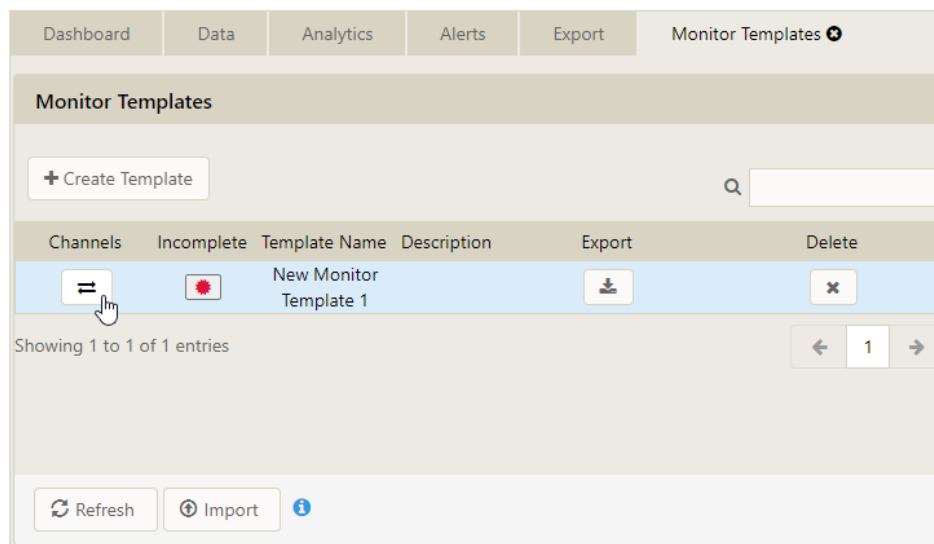 Dashboard Data Analytics Alerts Export Monitor Templates
Monitor Templates
Create Template
Channels Incomplete Template Name Description Export Delete
New Monitor
Template 1
Showing 1 to 1 of 1 entries
1
Refresh Import